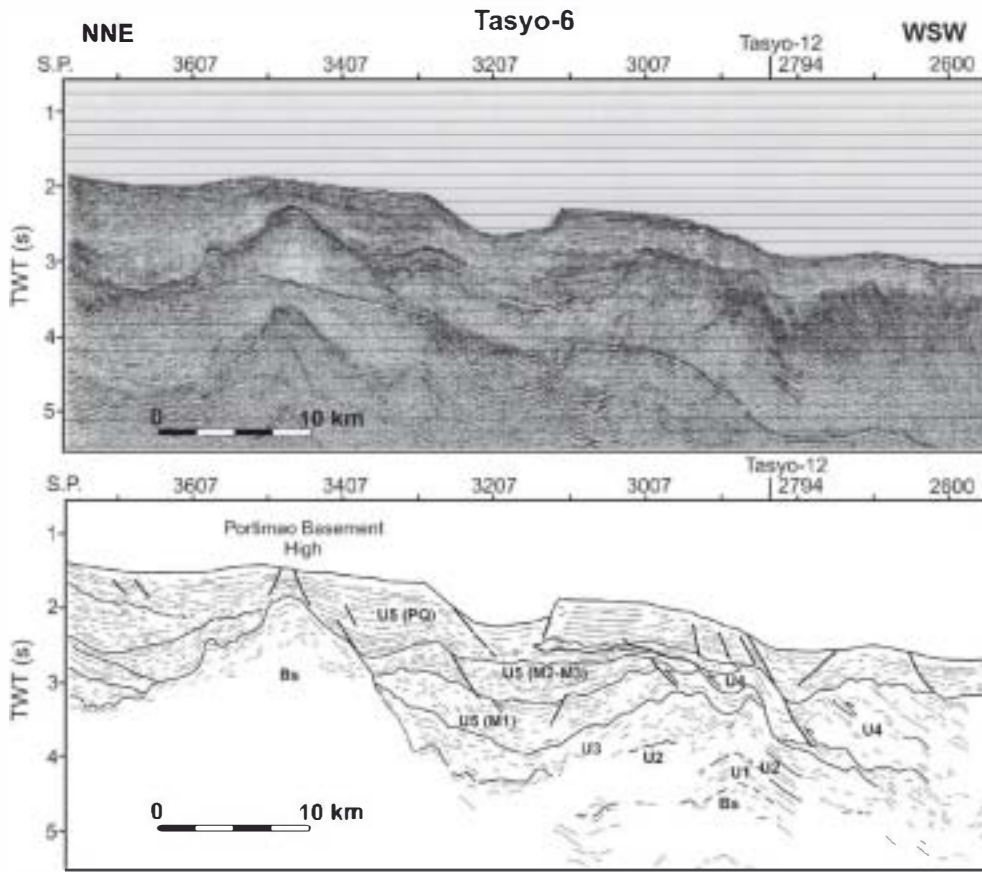 Tasyo-6
NNE
WSW
Tasyo-12
S.P. 3607 3407 3207 3007 2794 2600
1
2
3
4
5
TWT (s)
0 10 km
Tasyo-12
S.P. 3607 3407 3207 3007 2794 2600
Portimao Basement
High
1
2
3
4
5
TWT (s)
U5 (PQ)
U5 (M2-M3)
U5 (M1)
Bs
U3
U2
U6
U4
U1
U2
Bs
0 10 km